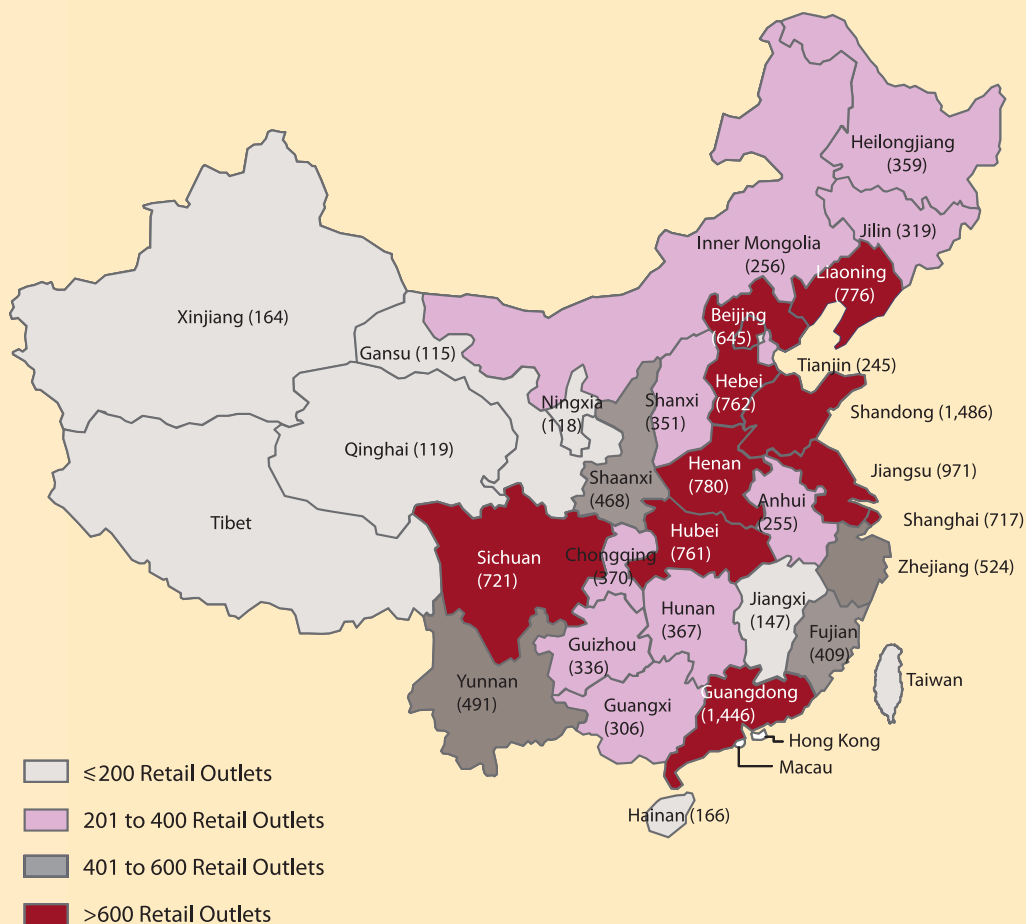 Heilongjiang
(359)
Jilin (319)
Inner Mongolia
(256)
Liaoning
(776)
Xinjiang (164)
Beijing
(645)
Gansu (115)
Tianjin (245)
Hebei
(762)
Ningxia
(118)
Shanxi
(351)
Shandong (1,486)
Qinghai (119)
Henan
(780)
Jiangsu (971)
Shaanxi
(468)
Anhui
(255)
Tibet
Shanghai (717)
Hubei
(761)
Sichuan
(721)
Chongqing
(370)
Zhejiang (524)
Jiangxi
(147)
Hunan
(367)
Fujian
(409)
Guizhou
(336)
Yunnan
(491)
Taiwan
Guangdong
(1,446)
Guangxi
(306)
Hong Kong
Macau
Hainan (166)
≤200 Retail Outlets
201 to 400 Retail Outlets
401 to 600 Retail Outlets
>600 Retail Outlets